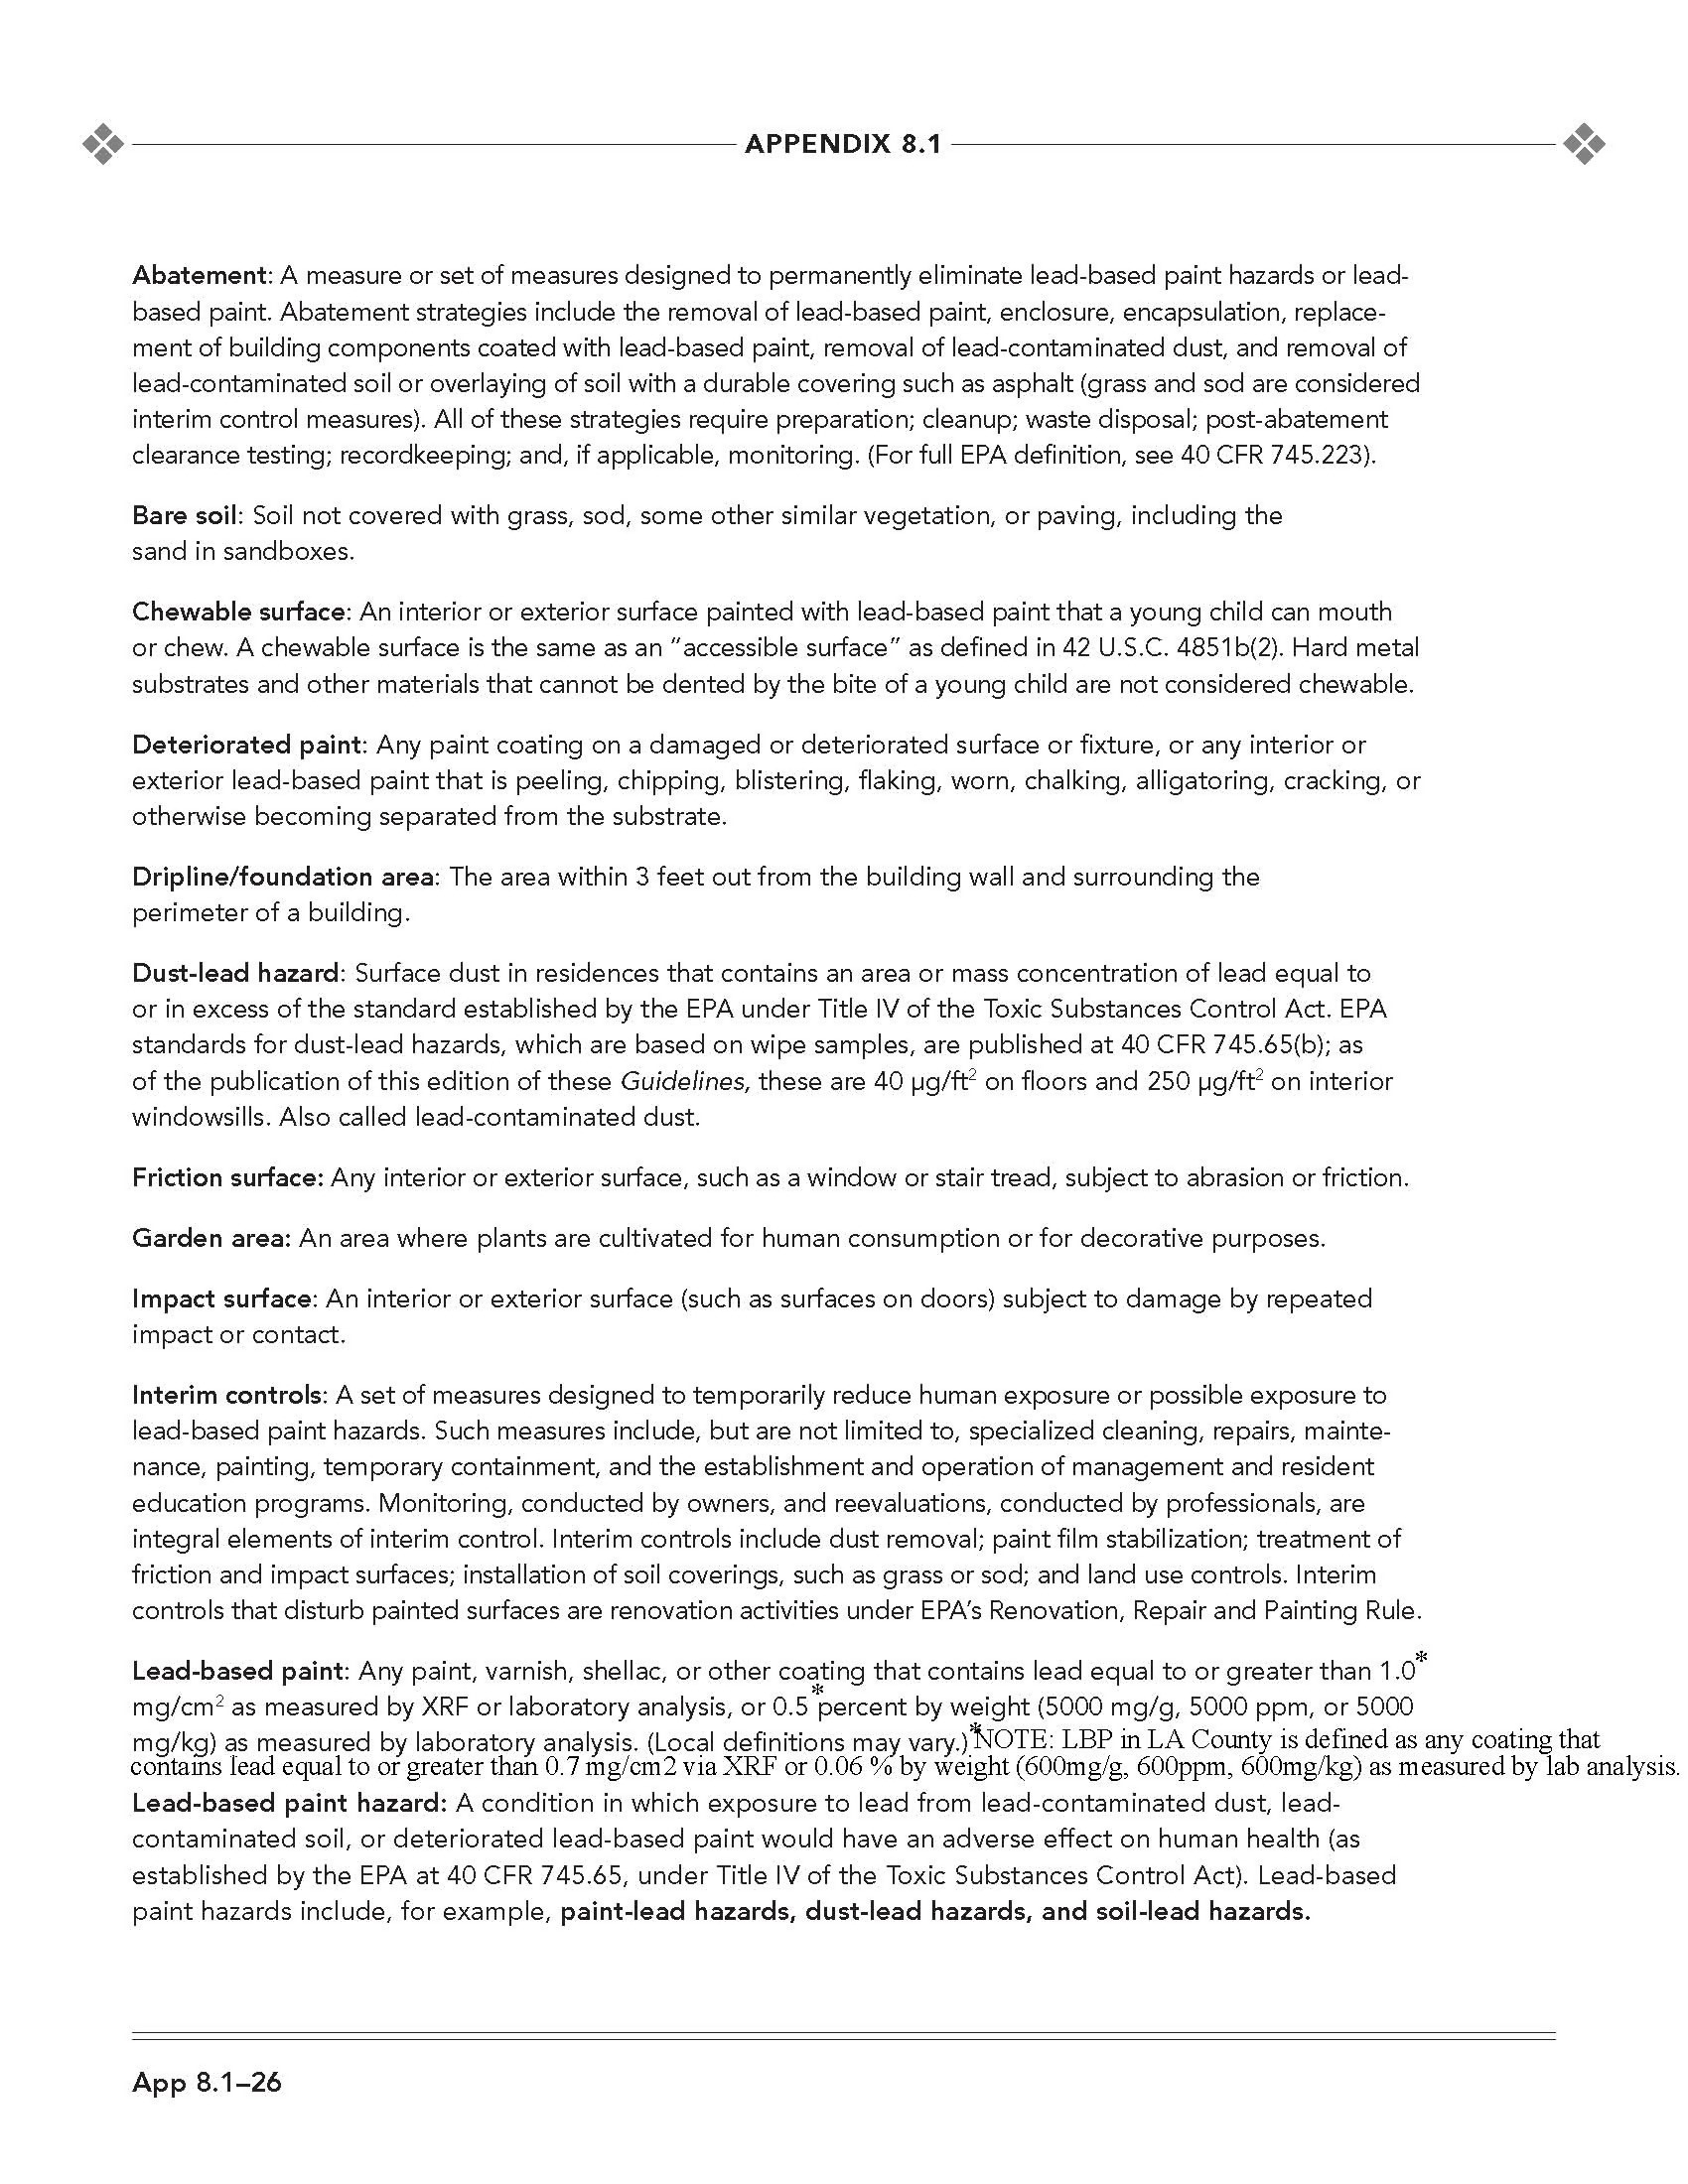 APPENDIX 8.1
Abatement: A measure or set of measures designed to permanently eliminate lead-based paint hazards or lead-
based paint. Abatement strategies include the removal of lead-based paint, enclosure, encapsulation, replace-
ment of building components coated with lead-based paint, removal of lead-contaminated dust, and removal of
lead-contaminated soil or overlaying of soil with a durable covering such as asphalt (grass and sod are considered
interim control measures). All of these strategies require preparation; cleanup; waste disposal; post-abatement
clearance testing; recordkeeping; and, if applicable, monitoring. (For full EPA definition, see 40 CFR 745.223).
Bare soil: Soil not covered with grass, sod, some other similar vegetation, or paving, including the
sand in sandboxes.
Chewable surface: An interior or exterior surface painted with lead-based paint that a young child can mouth
or chew. A chewable surface is the same as an “accessible surface” as defined in 42 U.S.C. 4851b(2). Hard metal
substrates and other materials that cannot be dented by the bite of a young child are not considered chewable.
Deteriorated paint: Any paint coating on a damaged or deteriorated surface or fixture, or any interior or
exterior lead-based paint that is peeling, chipping, blistering, flaking, worn, chalking, alligatoring, cracking, or
otherwise becoming separated from the substrate.
Dripline/foundation area: The area within 3 feet out from the building wall and surrounding the
perimeter of a building.
Dust-lead hazard: Surface dust in residences that contains an area or mass concentration of lead equal to
or in excess of the standard established by the EPA under Title IV of the Toxic Substances Control Act. EPA
standards for dust-lead hazards, which are based on wipe samples, are published at 40 CFR 745.65(b); as
of the publication of this edition of these Guidelines, these are 40 µg/ft² on floors and 250 µg/ft² on interior
windowsills. Also called lead-contaminated dust.
Friction surface: Any interior or exterior surface, such as a window or stair tread, subject to abrasion or friction.
Garden area: An area where plants are cultivated for human consumption or for decorative purposes.
Impact surface: An interior or exterior surface (such as surfaces on doors) subject to damage by repeated
impact or contact.
Interim controls: A set of measures designed to temporarily reduce human exposure or possible exposure to
lead-based paint hazards. Such measures include, but are not limited to, specialized cleaning, repairs, mainte-
nance, painting, temporary containment, and the establishment and operation of management and resident
education programs. Monitoring, conducted by owners, and reevaluations, conducted by professionals, are
integral elements of interim control. Interim controls include dust removal; paint film stabilization; treatment of
friction and impact surfaces; installation of soil coverings, such as grass or sod; and land use controls. Interim
controls that disturb painted surfaces are renovation activities under EPA’s Renovation, Repair and Painting Rule.
Lead-based paint: Any paint, varnish, shellac, or other coating that contains lead equal to or greater than 1.0*
mg/cm² as measured by XRF or laboratory analysis, or 0.5*percent by weight (5000 mg/g, 5000 ppm, or 5000
mg/kg) as measured by laboratory analysis. (Local definitions may vary.)*NOTE: LBP in LA County is defined as any coating that
contains lead equal to or greater than 0.7 mg/cm2 via XRF or 0.06 % by weight (600mg/g, 600ppm, 600mg/kg) as measured by lab analysis.
Lead-based paint hazard: A condition in which exposure to lead from lead-contaminated dust, lead-
contaminated soil, or deteriorated lead-based paint would have an adverse effect on human health (as
established by the EPA at 40 CFR 745.65, under Title IV of the Toxic Substances Control Act). Lead-based
paint hazards include, for example, paint-lead hazards, dust-lead hazards, and soil-lead hazards.
App 8.1–26